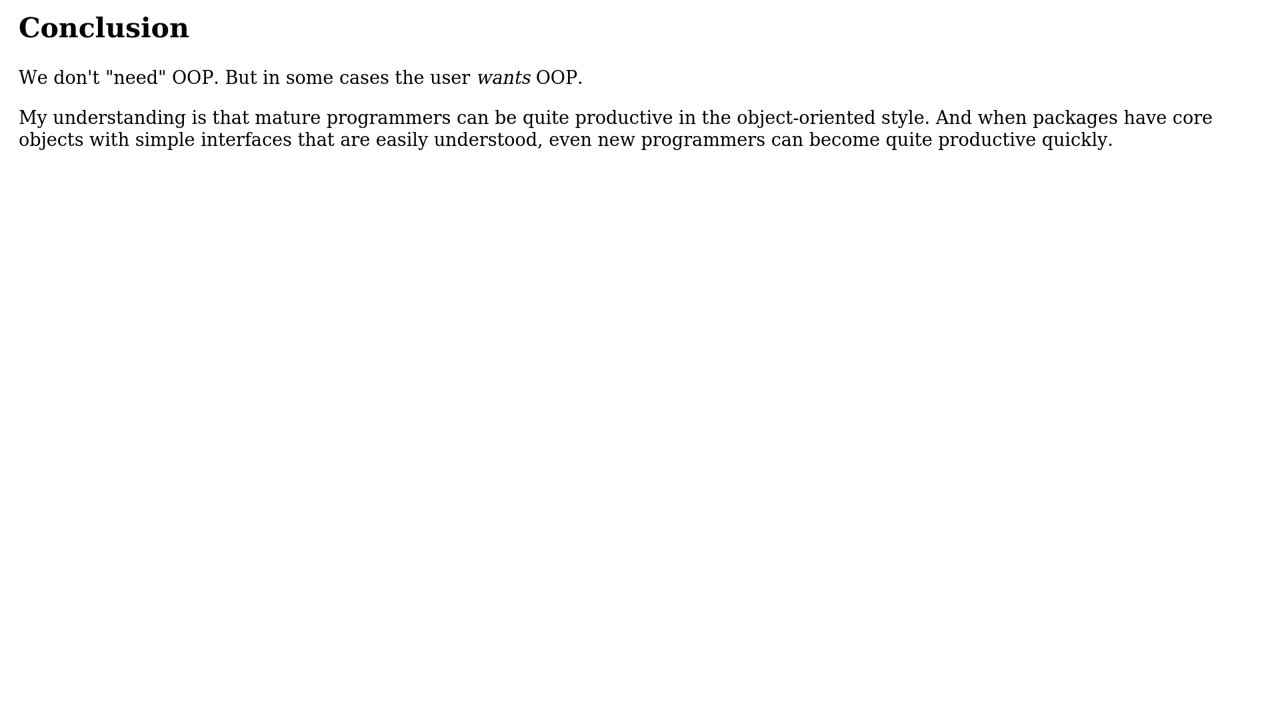 Conclusion
We don't "need" OOP. But in some cases the user wants OOP.
My understanding is that mature programmers can be quite productive in the object-oriented style. And when packages have core
objects with simple interfaces that are easily understood, even new programmers can become quite productive quickly.